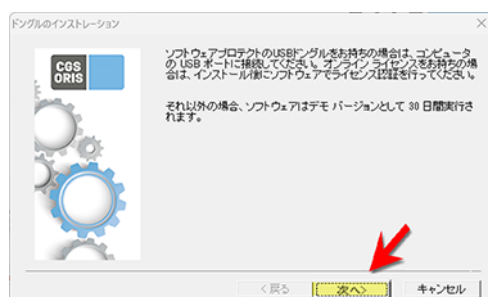 ドングルのインストレーション
CGS
ORIS
ソフトウェアプロテクトのUSBドングルをお持ちの場合は、コンピュータ
の USB ポートに接続してください。オンライン ライセンスをお持ちの場
合は、インストール後にソフトウェアでライセンス認証を行ってください。
それ以外の場合、ソフトウェアはデモ バージョンとして 30 日間実行さ
れます。
< 戻る
次へ>
キャンセル